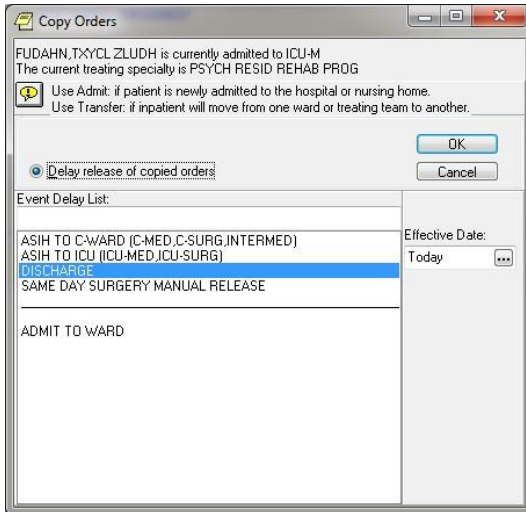 Copy Orders
FUDAHN,TXYCL ZLUDH is currently admitted to ICU-M
The current treating specialty is PSYCH RESID REHAB PROG
Use Admit: if patient is newly admitted to the hospital or nursing home.
Use Transfer: if inpatient will move from one ward or treating team to another.
OK
Delay release of copied orders
Cancel
Event Delay List:
ASIH TO C-WARD (C-MED,C-SURG,INTERMED)
ASIH TO ICU (ICU-MED,ICU-SURG)
DISCHARGE
SAME DAY SURGERY MANUAL RELEASE
ADMIT TO WARD
Effective Date:
Today
...